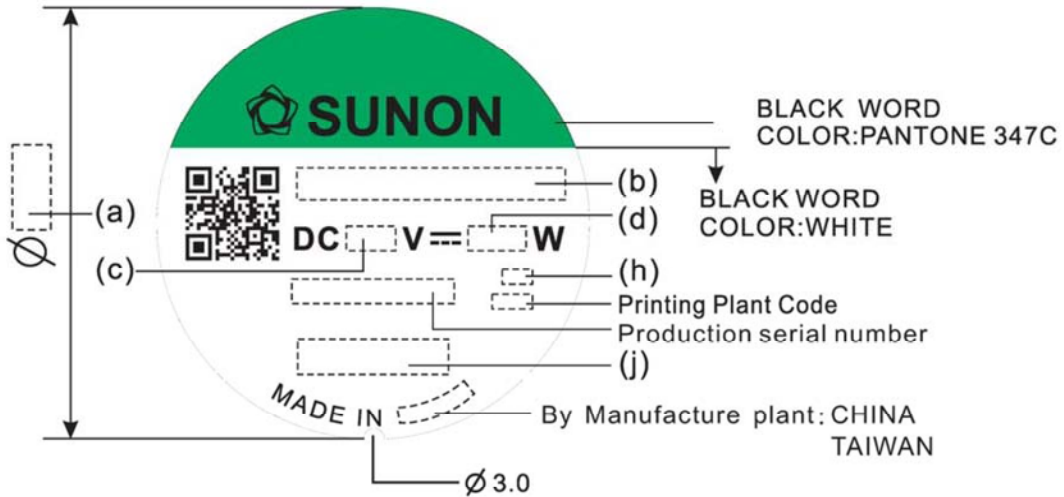 SUNON
BLACK WORD
COLOR:PANTONE 347C
BLACK WORD
COLOR:WHITE
(a)
(b)
DC V W
(d)
(c)
(h)
Printing Plant Code
Production serial number
(j)
MADE IN
By Manufacture plant: CHINA
TAIWAN
Ø
Ø 3.0